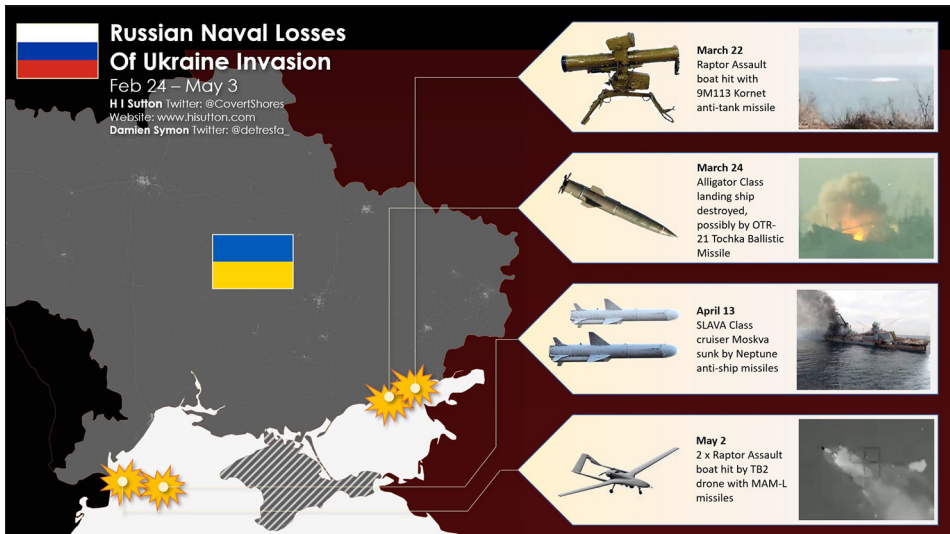 Russian Naval Losses
Of Ukraine Invasion
Feb 24 – May 3
H I Sutton Twitter: @CovertShores
Website: www.hisutton.com
Damien Symon Twitter: @detresfa_
March 22
Raptor Assault
boat hit with
9M113 Kornet
anti-tank missile
March 24
Alligator Class
landing ship
destroyed,
possibly by OTR-
21 Tochka Ballistic
Missile
April 13
SLAVA Class
cruiser Moskva
sunk by Neptune
anti-ship missiles
May 2
2 x Raptor Assault
boat hit by TB2
drone with MAM-L
missiles